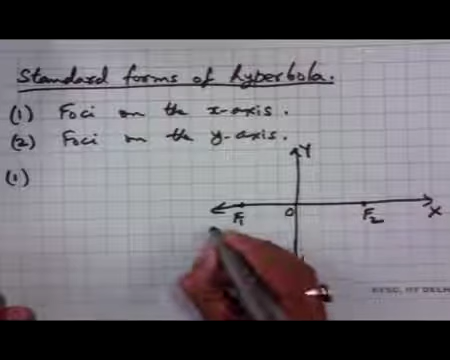 Standard forms of hyperbola.
(1) Foci on the x-axis.
(2) Foci on the y-axis.
(1)
Y
F1 O F2 X